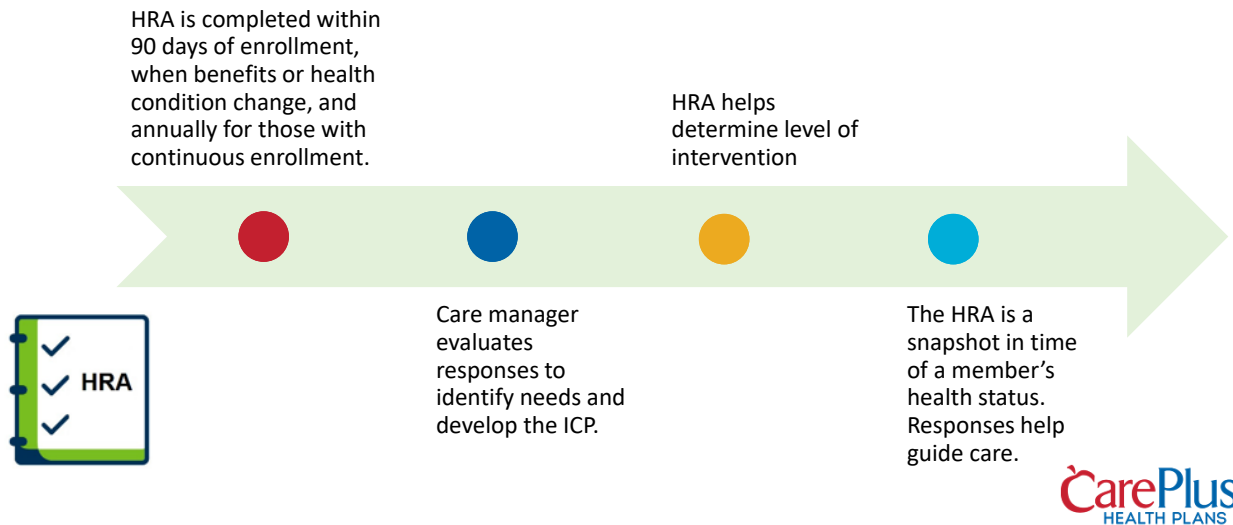 HRA is completed within
90 days of enrollment,
when benefits or health
condition change, and
annually for those with
continuous enrollment.
HRA helps
determine level of
intervention
HRA
Care manager
evaluates
responses to
identify needs and
develop the ICP.
The HRA is a
snapshot in time
of a member’s
health status.
Responses help
guide care.
CarePlus
HEALTH PLANS